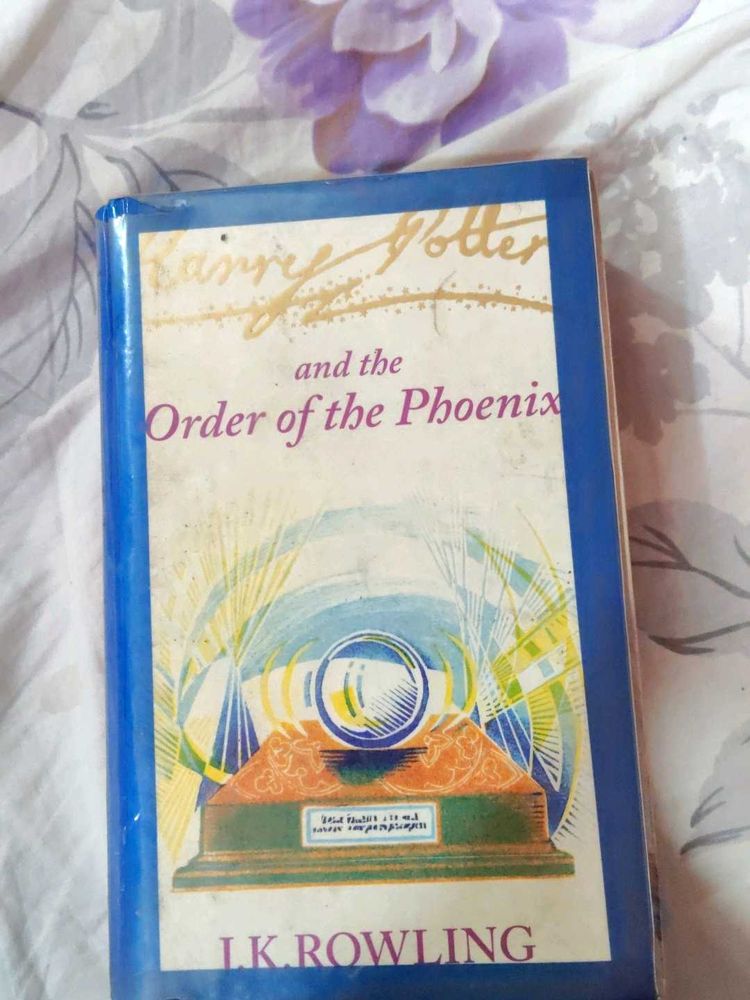 Harry Potter
and the
Order of the Phoenix
J.K.ROWLING